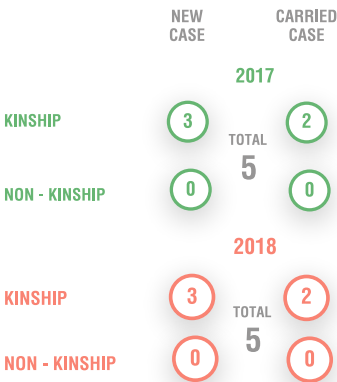 NEW CASE CARRIED CASE
2017
KINSHIP 3 2
TOTAL 5
NON - KINSHIP 0 0
2018
KINSHIP 3 2
TOTAL 5
NON - KINSHIP 0 0